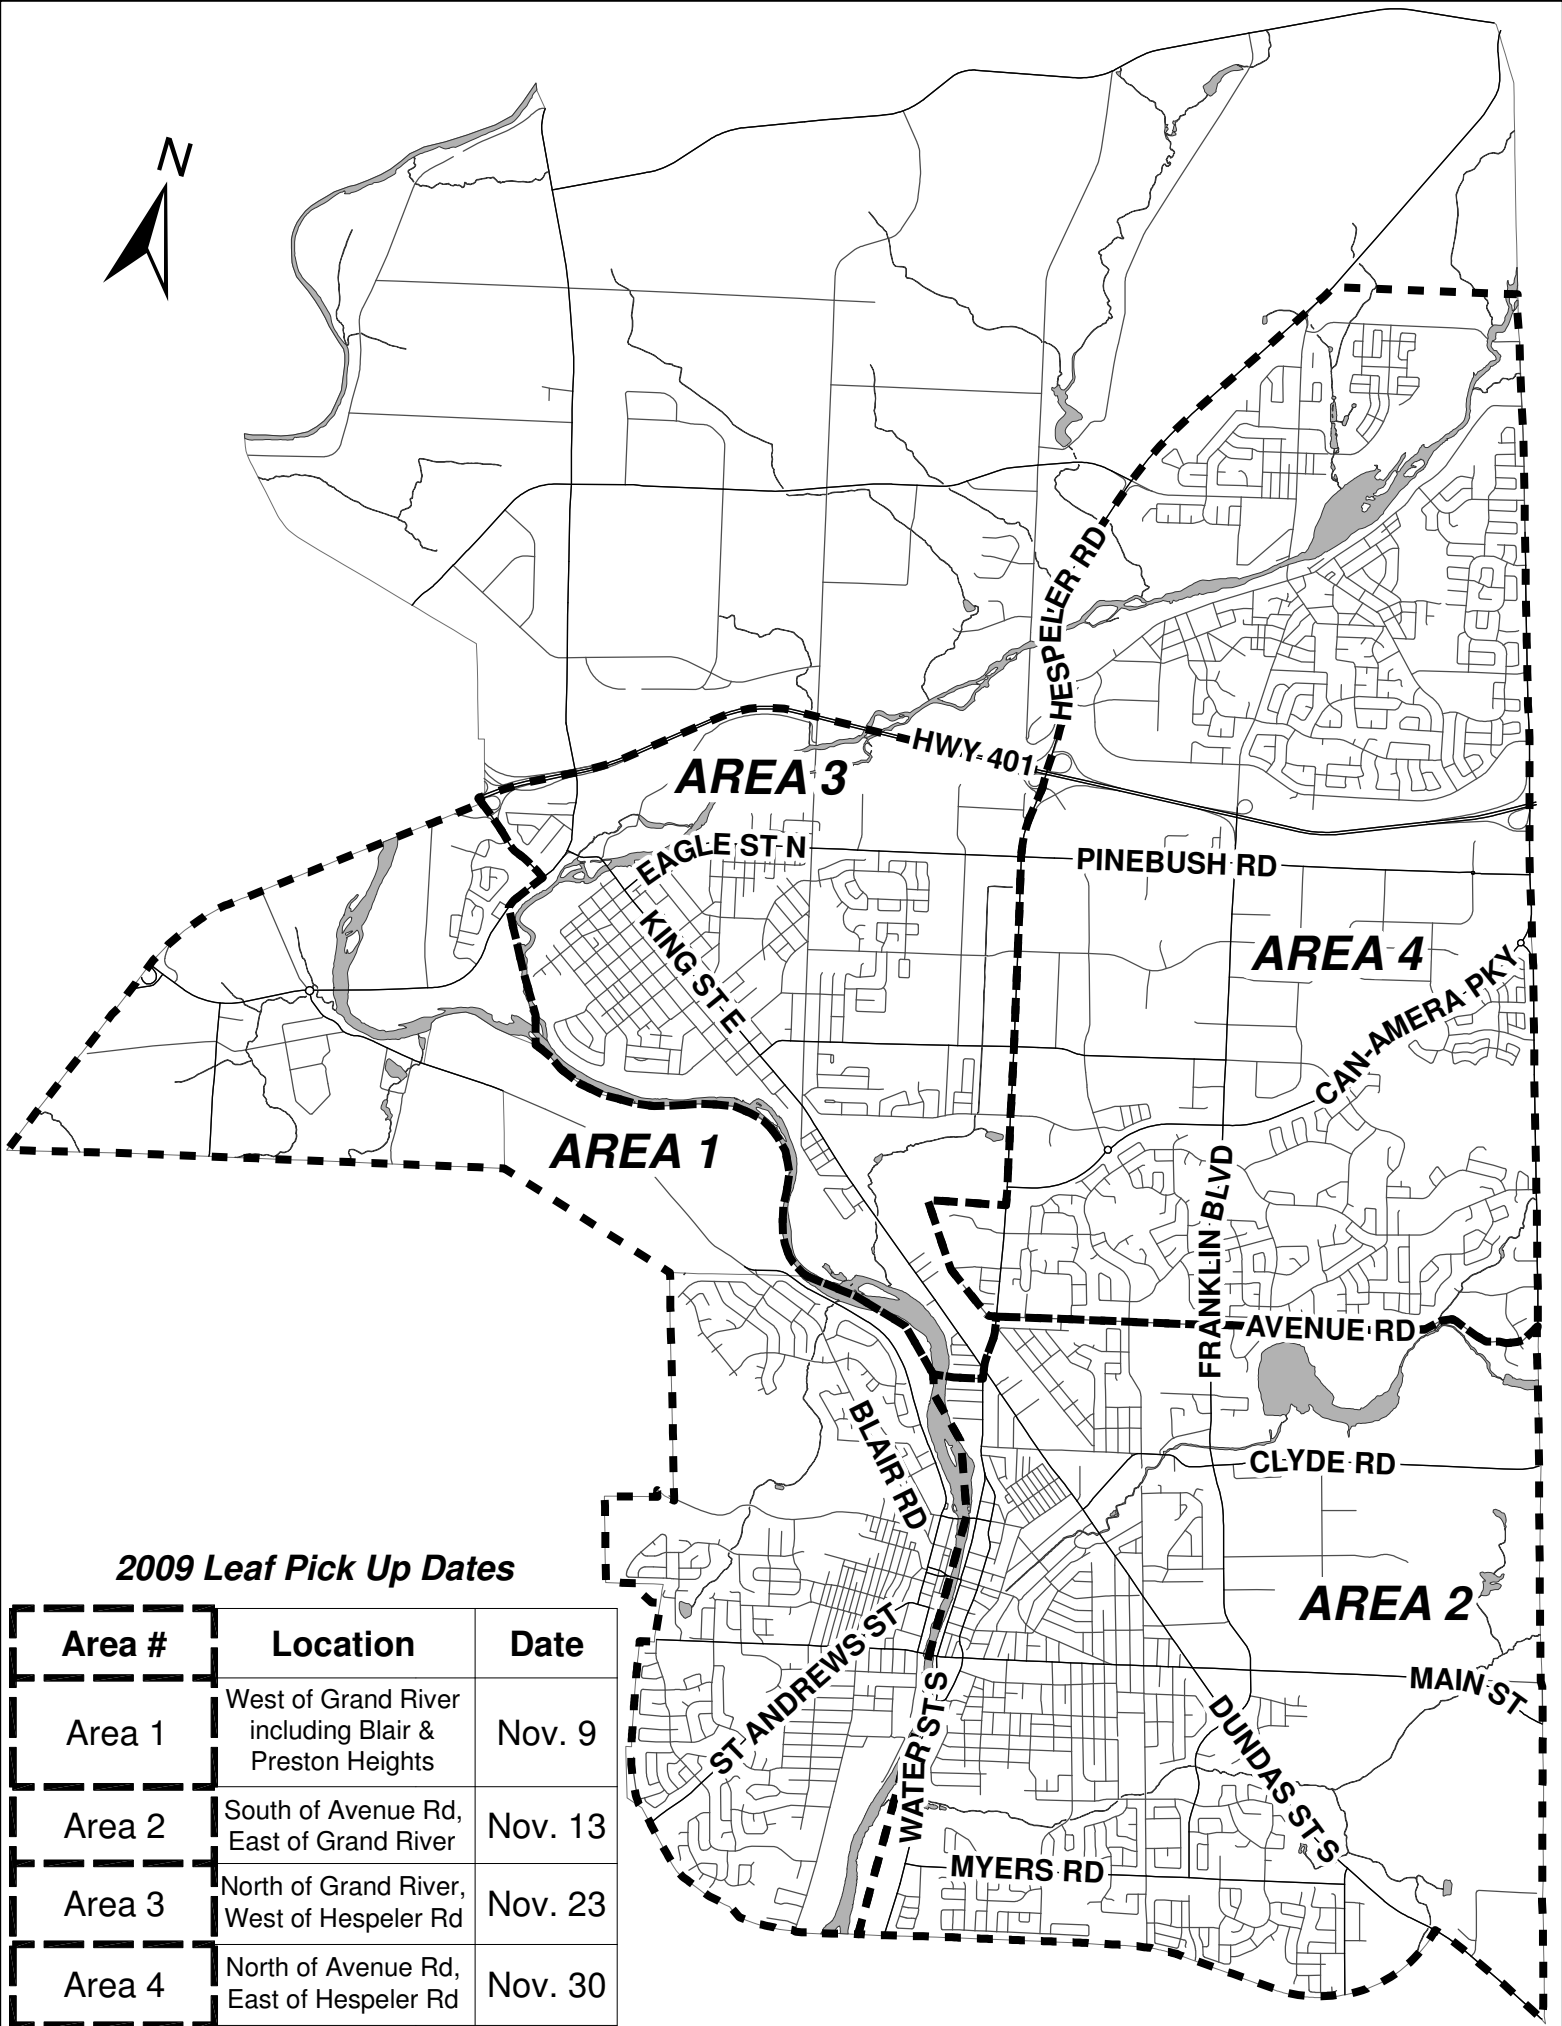 N
HESPELER RD
HWY 401
AREA 3
EAGLE ST N
PINEBUSH RD
KING ST E
AREA 4
CAN-AMERA PKY
AREA 1
FRANKLIN BLVD
AVENUE RD
BLAIR RD
CLYDE RD
AREA 2
ST ANDREWS ST
MAIN ST
WATER ST S
DUNDAS ST S
MYERS RD
2009 Leaf Pick Up Dates
Area # Location Date
Area 1 West of Grand River
including Blair &
Preston Heights
Nov. 9
Area 2 South of Avenue Rd,
East of Grand River
Nov. 13
Area 3 North of Grand River,
West of Hespeler Rd
Nov. 23
Area 4 North of Avenue Rd,
East of Hespeler Rd
Nov. 30